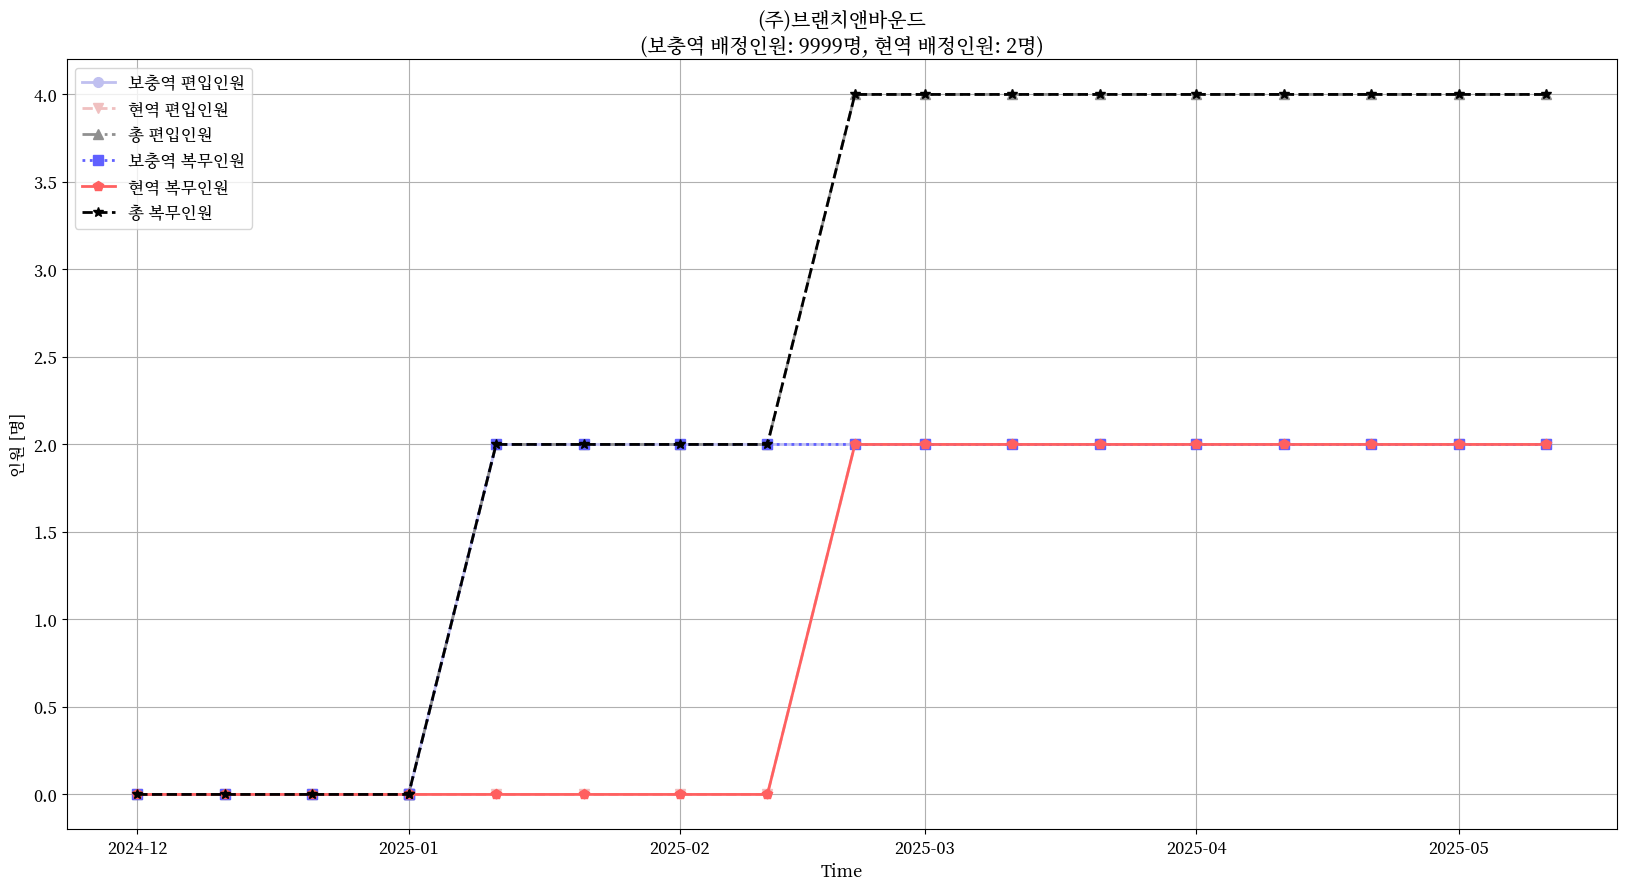 (주)브랜치앤바운드
(보충역 배정인원: 9999명, 현역 배정인원: 2명)
보충역 편입인원
현역 편입인원
총 편입인원
보충역 복무인원
현역 복무인원
총 복무인원
4.0
3.5
3.0
2.5
2.0
1.5
1.0
0.5
0.0
인원 [명]
2024-12 2025-01 2025-02 2025-03 2025-04 2025-05
Time